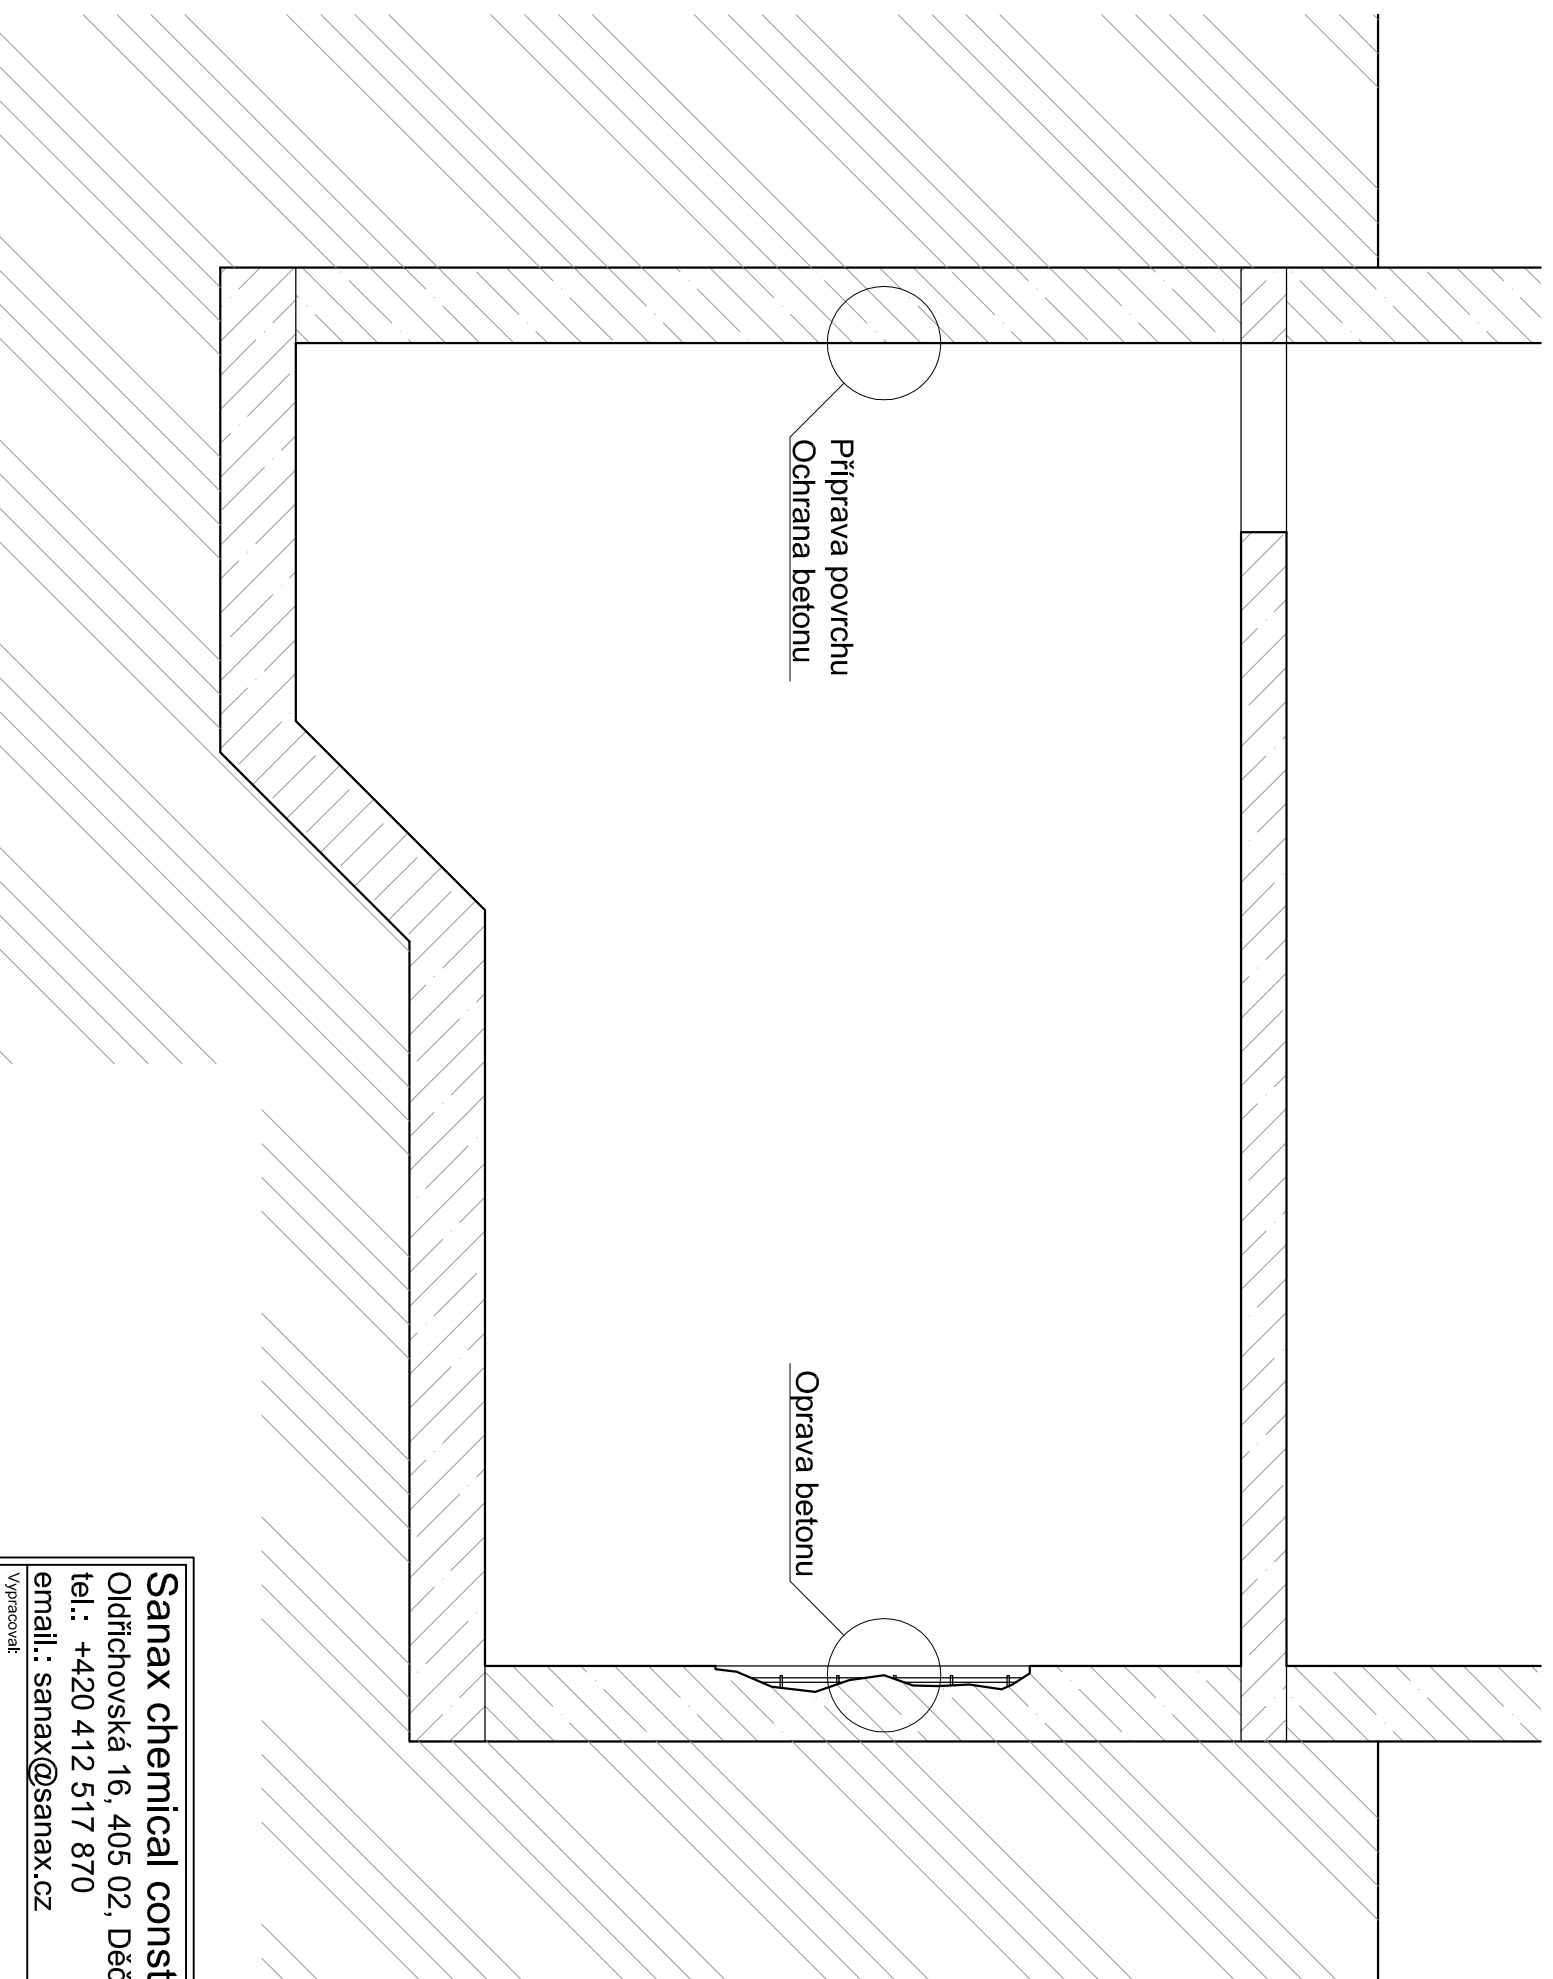 Příprava povrchu
Ochrana betonu
Oprava betonu
Sanax chemical const
Oldřichovská 16, 405 02, Děč
tel.: +420 412 517 870
email.: sanax@sanax.cz
Vypracoval: